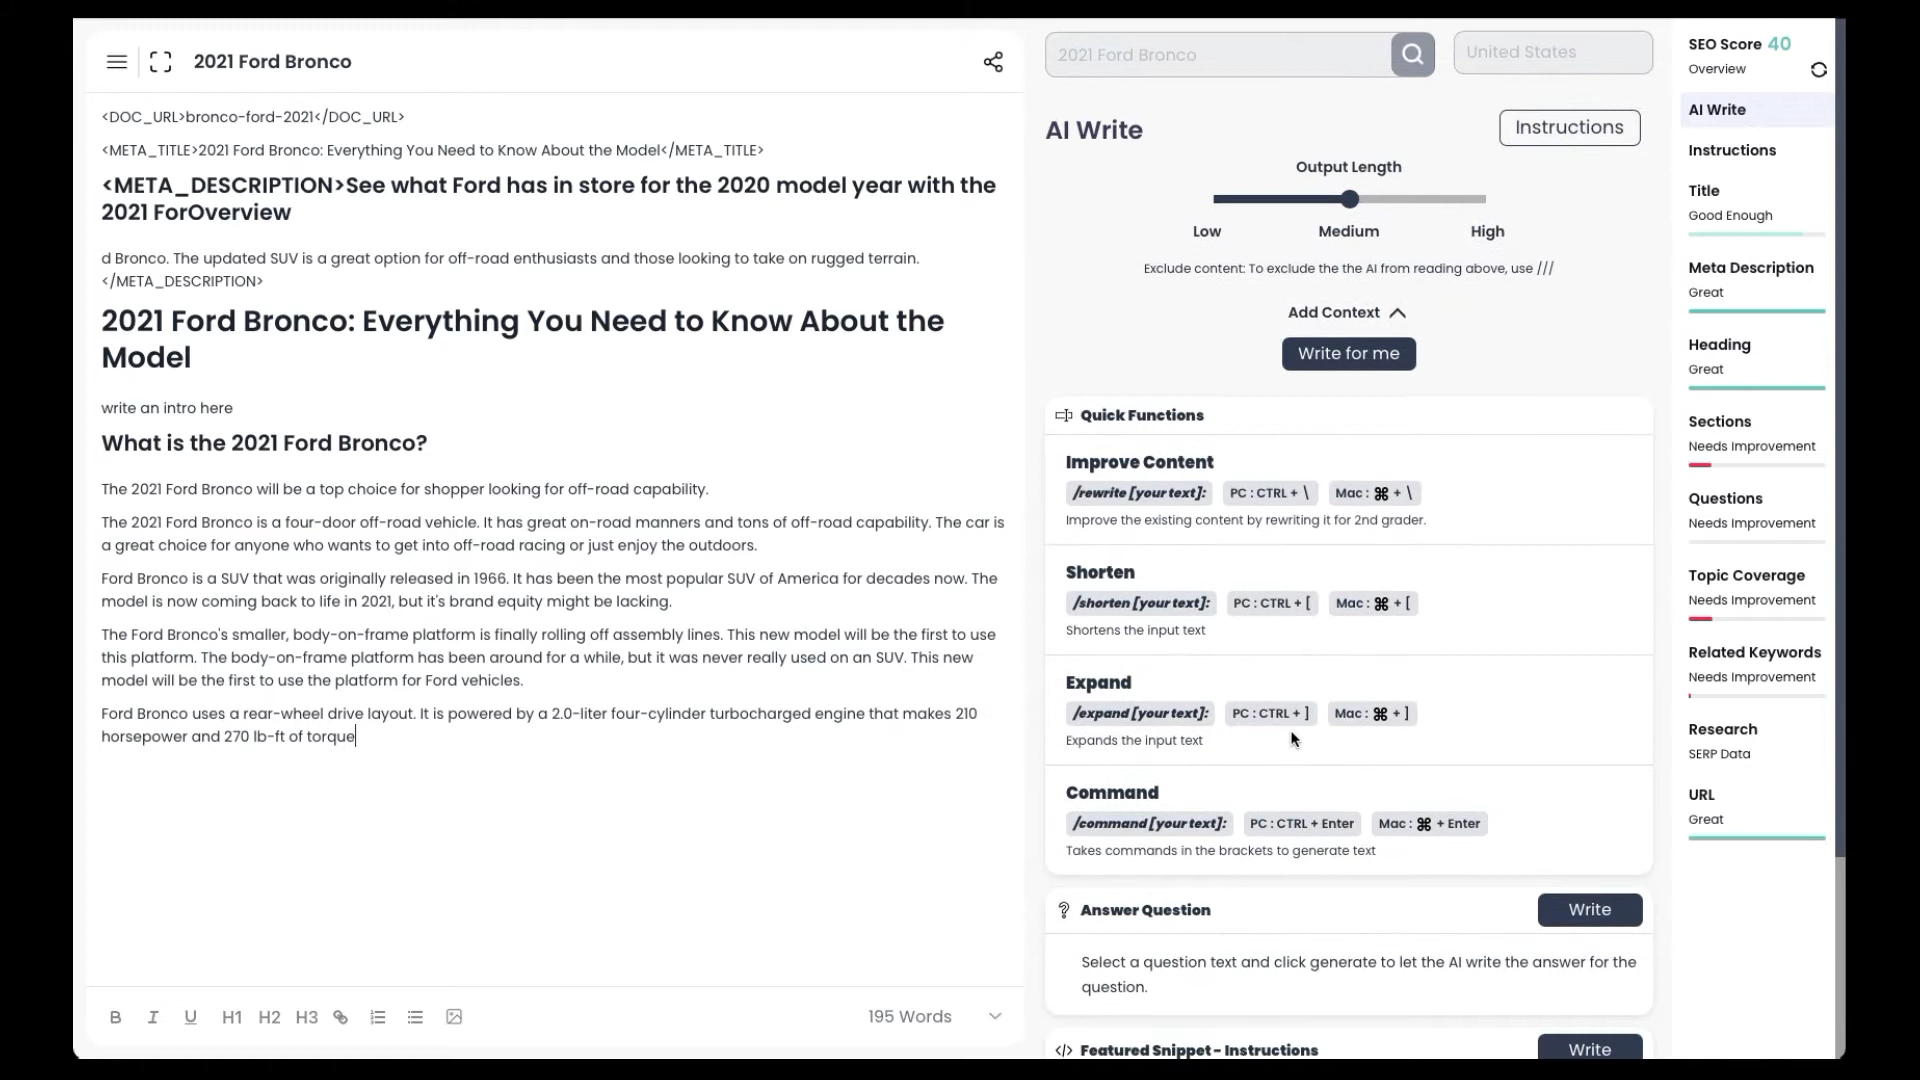 2021 Ford Bronco
<DOC_URL>bronco-ford-2021</DOC_URL>
<META_TITLE>2021 Ford Bronco: Everything You Need to Know About the Model</META_TITLE>
<META_DESCRIPTION>See what Ford has in store for the 2020 model year with the
2021 ForOverview
d Bronco. The updated SUV is a great option for off-road enthusiasts and those looking to take on rugged terrain.
</META_DESCRIPTION>
2021 Ford Bronco: Everything You Need to Know About the
Model
write an intro here
What is the 2021 Ford Bronco?
The 2021 Ford Bronco will be a top choice for shopper looking for off-road capability.
The 2021 Ford Bronco is a four-door off-road vehicle. It has great on-road manners and tons of off-road capability. The car is
a great choice for anyone who wants to get into off-road racing or just enjoy the outdoors.
Ford Bronco is a SUV that was originally released in 1966. It has been the most popular SUV of America for decades now. The
model is now coming back to life in 2021, but it's brand equity might be lacking.
The Ford Bronco's smaller, body-on-frame platform is finally rolling off assembly lines. This new model will be the first to use
this platform. The body-on-frame platform has been around for a while, but it was never really used on an SUV. This new
model will be the first to use the platform for Ford vehicles.
Ford Bronco uses a rear-wheel drive layout. It is powered by a 2.0-liter four-cylinder turbocharged engine that makes 210
horsepower and 270 lb-ft of torque
B I U H1 H2 H3
195 Words
2021 Ford Bronco
United States
AI Write
Instructions
Output Length
Low Medium High
Exclude content: To exclude the the AI from reading above, use ///
Add Context
Write for me
Quick Functions
Improve Content
/rewrite [your text]: PC : CTRL + \ Mac : ⌘ + \
Improve the existing content by rewriting it for 2nd grader.
Shorten
/shorten [your text]: PC : CTRL + [ Mac : ⌘ + [
Shortens the input text
Expand
/expand [your text]: PC : CTRL + ] Mac : ⌘ + ]
Expands the input text
Command
/command [your text]: PC : CTRL + Enter Mac : ⌘ + Enter
Takes commands in the brackets to generate text
? Answer Question
Write
Select a question text and click generate to let the AI write the answer for the
question.
</> Featured Snippet - Instructions
Write
SEO Score 40
Overview
AI Write
Instructions
Title
Good Enough
Meta Description
Great
Heading
Great
Sections
Needs Improvement
Questions
Needs Improvement
Topic Coverage
Needs Improvement
Related Keywords
Needs Improvement
Research
SERP Data
URL
Great